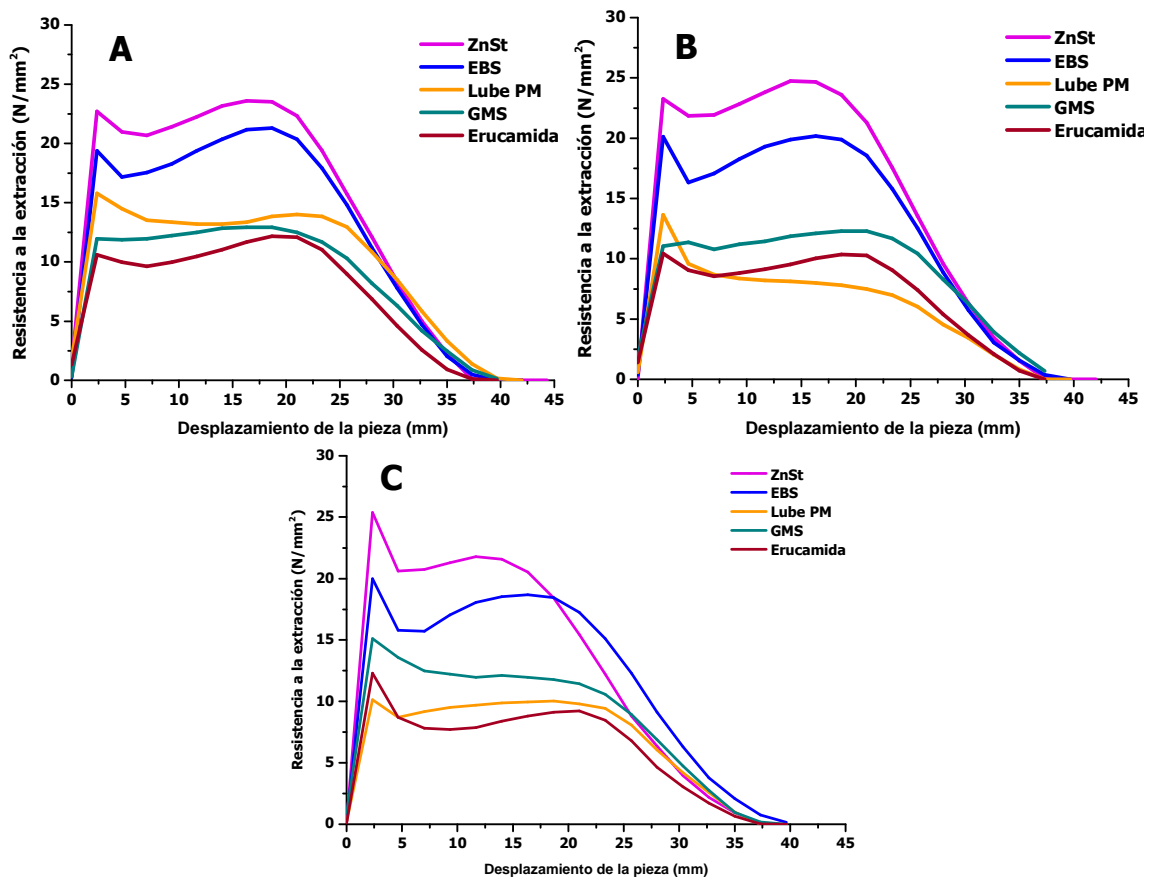 A
ZnSt
EBS
Lube PM
GMS
Erucamida
Resistencia a la extracción (N/mm²)
30
25
20
15
10
5
0
0 5 10 15 20 25 30 35 40 45
Desplazamiento de la pieza (mm)
B
ZnSt
EBS
Lube PM
GMS
Erucamida
Resistencia a la extracción (N/mm²)
30
25
20
15
10
5
0
0 5 10 15 20 25 30 35 40 45
Desplazamiento de la pieza (mm)
C
ZnSt
EBS
Lube PM
GMS
Erucamida
Resistencia a la extracción (N/mm²)
30
25
20
15
10
5
0
0 5 10 15 20 25 30 35 40 45
Desplazamiento de la pieza (mm)